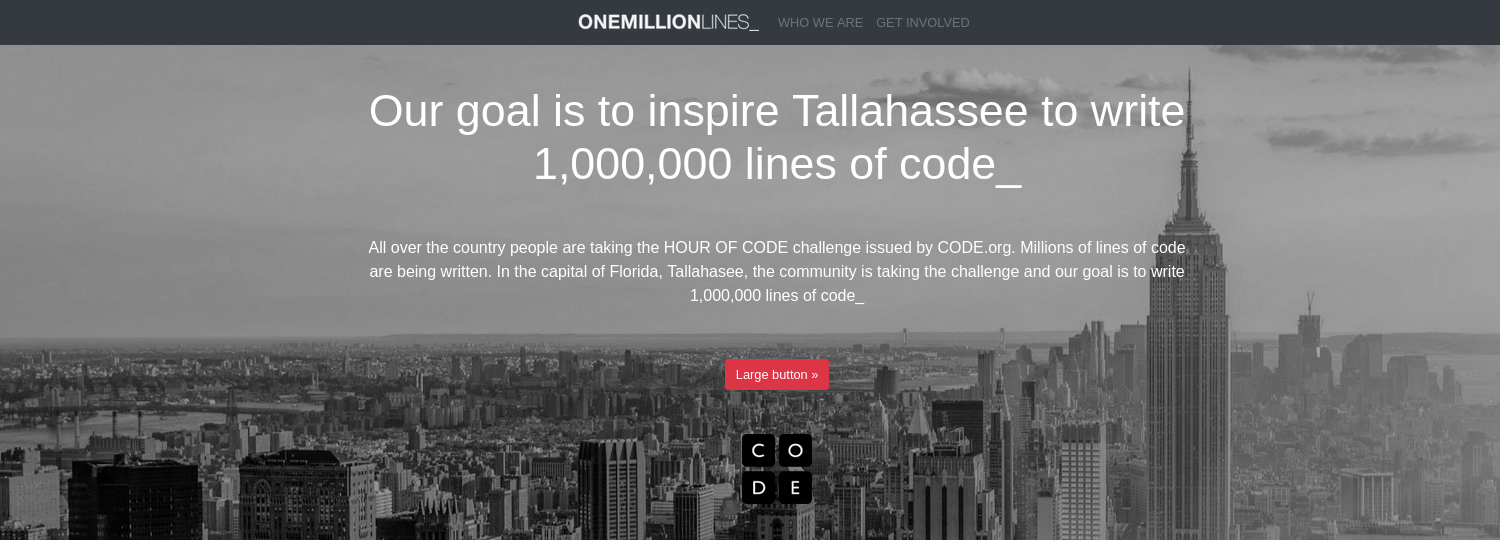 ONEMILLIONLINES_ WHO WE ARE GET INVOLVED
Our goal is to inspire Tallahassee to write
1,000,000 lines of code_
All over the country people are taking the HOUR OF CODE challenge issued by CODE.org. Millions of lines of code
are being written. In the capital of Florida, Tallahasee, the community is taking the challenge and our goal is to write
1,000,000 lines of code_
Large button »
C O
D E